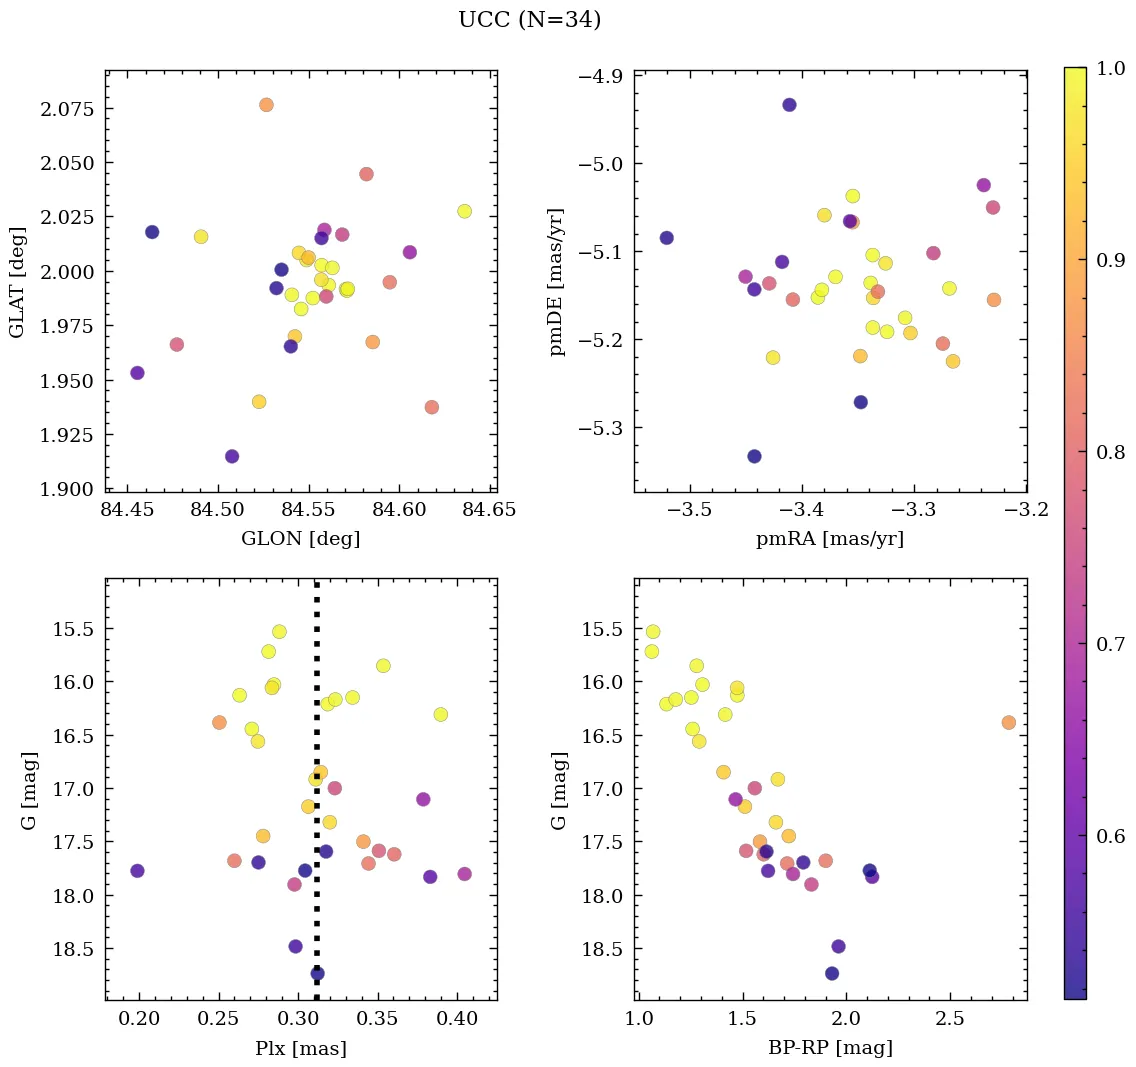 UCC (N=34)
2.075
2.050
2.025
2.000
1.975
1.950
1.925
1.900
GLAT [deg]
84.45 84.50 84.55 84.60 84.65
GLON [deg]
−4.9
−5.0
−5.1
−5.2
−5.3
pmDE [mas/yr]
−3.5 −3.4 −3.3 −3.2
pmRA [mas/yr]
15.5
16.0
16.5
17.0
17.5
18.0
18.5
G [mag]
0.20 0.25 0.30 0.35 0.40
Plx [mas]
15.5
16.0
16.5
17.0
17.5
18.0
18.5
G [mag]
1.0 1.5 2.0 2.5
BP-RP [mag]
1.0
0.9
0.8
0.7
0.6